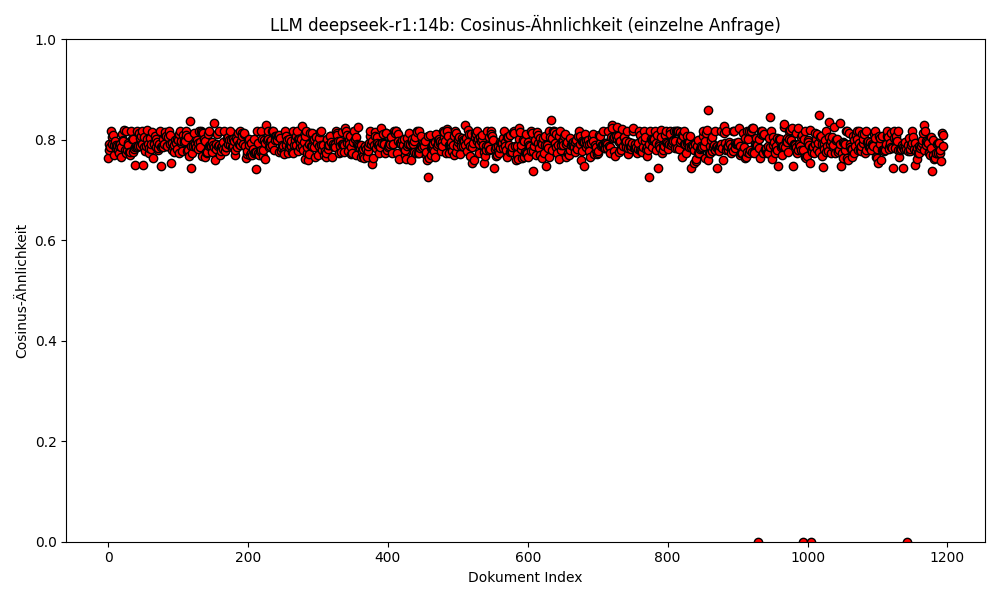 LLM deepseek-r1:14b: Cosinus-Ähnlichkeit (einzelne Anfrage)
1.0
0.8
0.6
0.4
0.2
0.0
Cosinus-Ähnlichkeit
0 200 400 600 800 1000 1200
Dokument Index